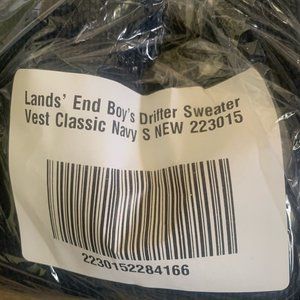 Lands' End Boy's Drifter Sweater
Vest Classic Navy S NEW 223015
2230152284166